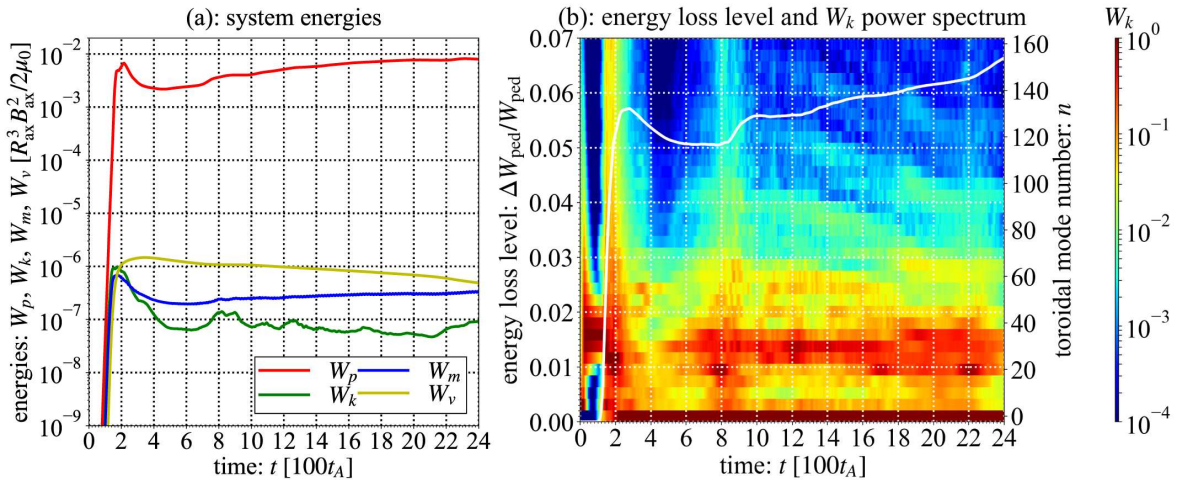 (a): system energies
(b): energy loss level and W_k power spectrum
W_k
energies: W_p, W_k, W_m, W_v [R_ax^3 B_ax^2/2μ_0]
10^-2
10^-3
10^-4
10^-5
10^-6
10^-7
10^-8
10^-9
W_p
W_m
W_k
W_v
0 2 4 6 8 10 12 14 16 18 20 22 24
time: t [100t_A]
energy loss level: ΔW_ped/W_ped
0.07
0.06
0.05
0.04
0.03
0.02
0.01
0.00
0 2 4 6 8 10 12 14 16 18 20 22 24
time: t [100t_A]
160
140
120
100
80
60
40
20
0
toroidal mode number: n
10^0
10^-1
10^-2
10^-3
10^-4